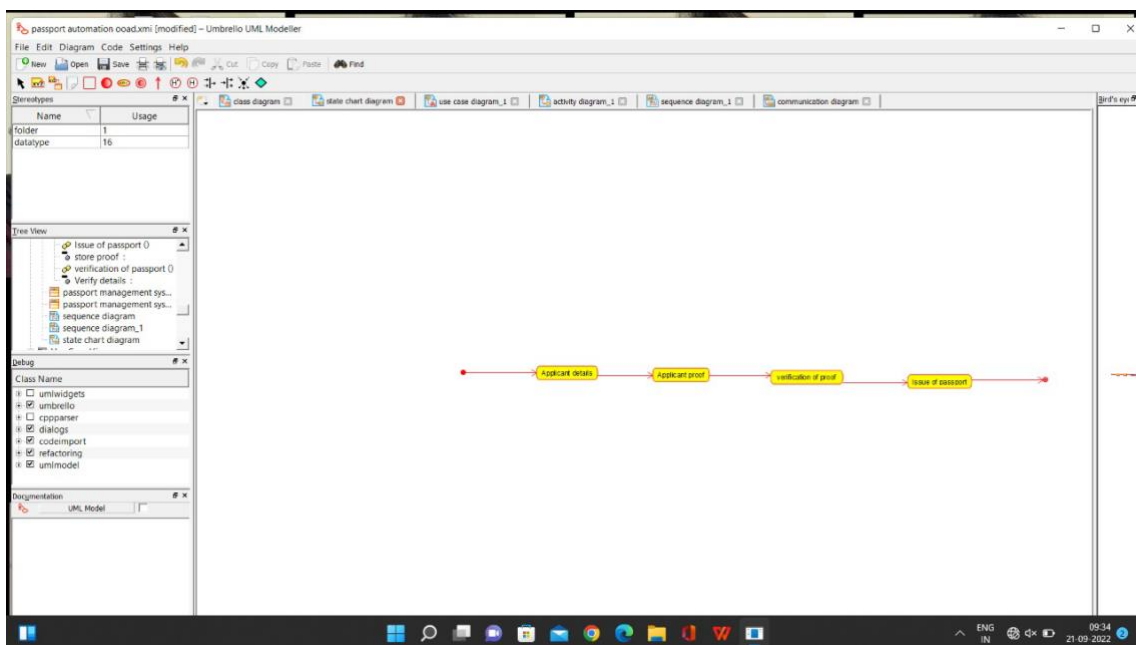 passport automation ooad.xmi [modified] – Umbrello UML Modeller
File Edit Diagram Code Settings Help
New Open Save Cut Copy Paste Find
Stereotypes
class diagram state chart diagram use case diagram_1 activity diagram_1 sequence diagram_1 communication diagram
Bird's eye
Name Usage
folder 1
datatype 16
Tree View
Issue of passport ()
store proof :
verification of passport ()
Verify details :
passport management sys...
passport management sys...
sequence diagram
sequence diagram_1
state chart diagram
Debug
Class Name
umlwidgets
umbrello
cppparser
dialogs
codeimport
refactoring
umlmodel
Applicant details
Applicant proof
verification of proof
Issue of passport
Documentation
UML Model
ENG
IN
09:34
21-09-2022
2